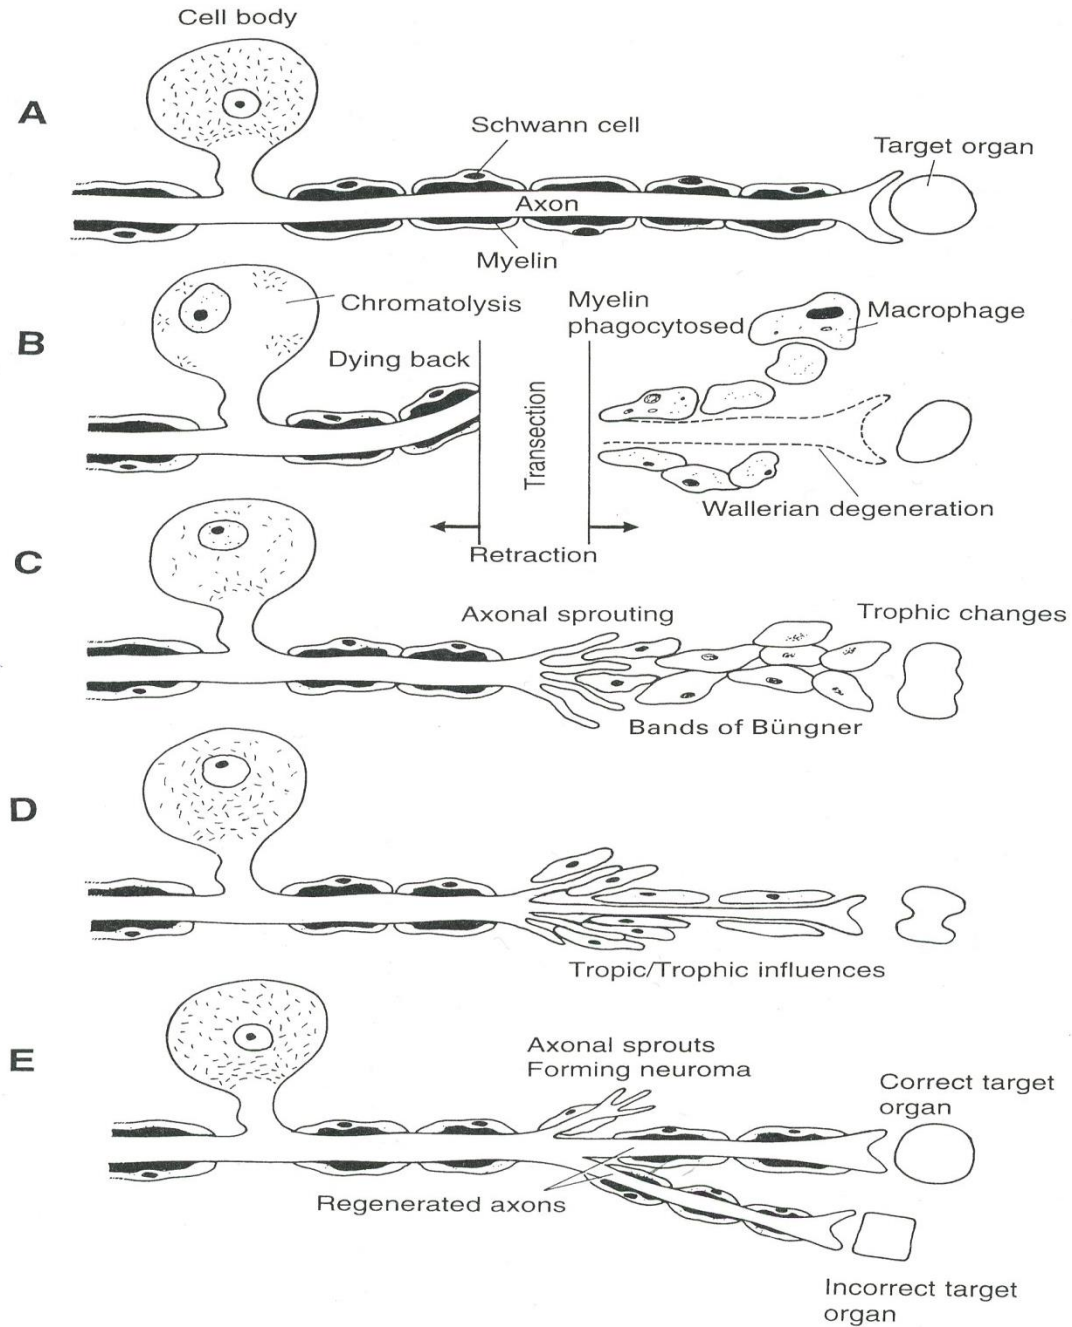 Cell body
A
Schwann cell
Target organ
Axon
Myelin
B
Chromatolysis
Dying back
Transection
Myelin
phagocytosed
Macrophage
Wallerian degeneration
Retraction
C
Axonal sprouting
Trophic changes
Bands of Büngner
D
Tropic/Trophic influences
E
Axonal sprouts
Forming neuroma
Correct target
organ
Regenerated axons
Incorrect target
organ